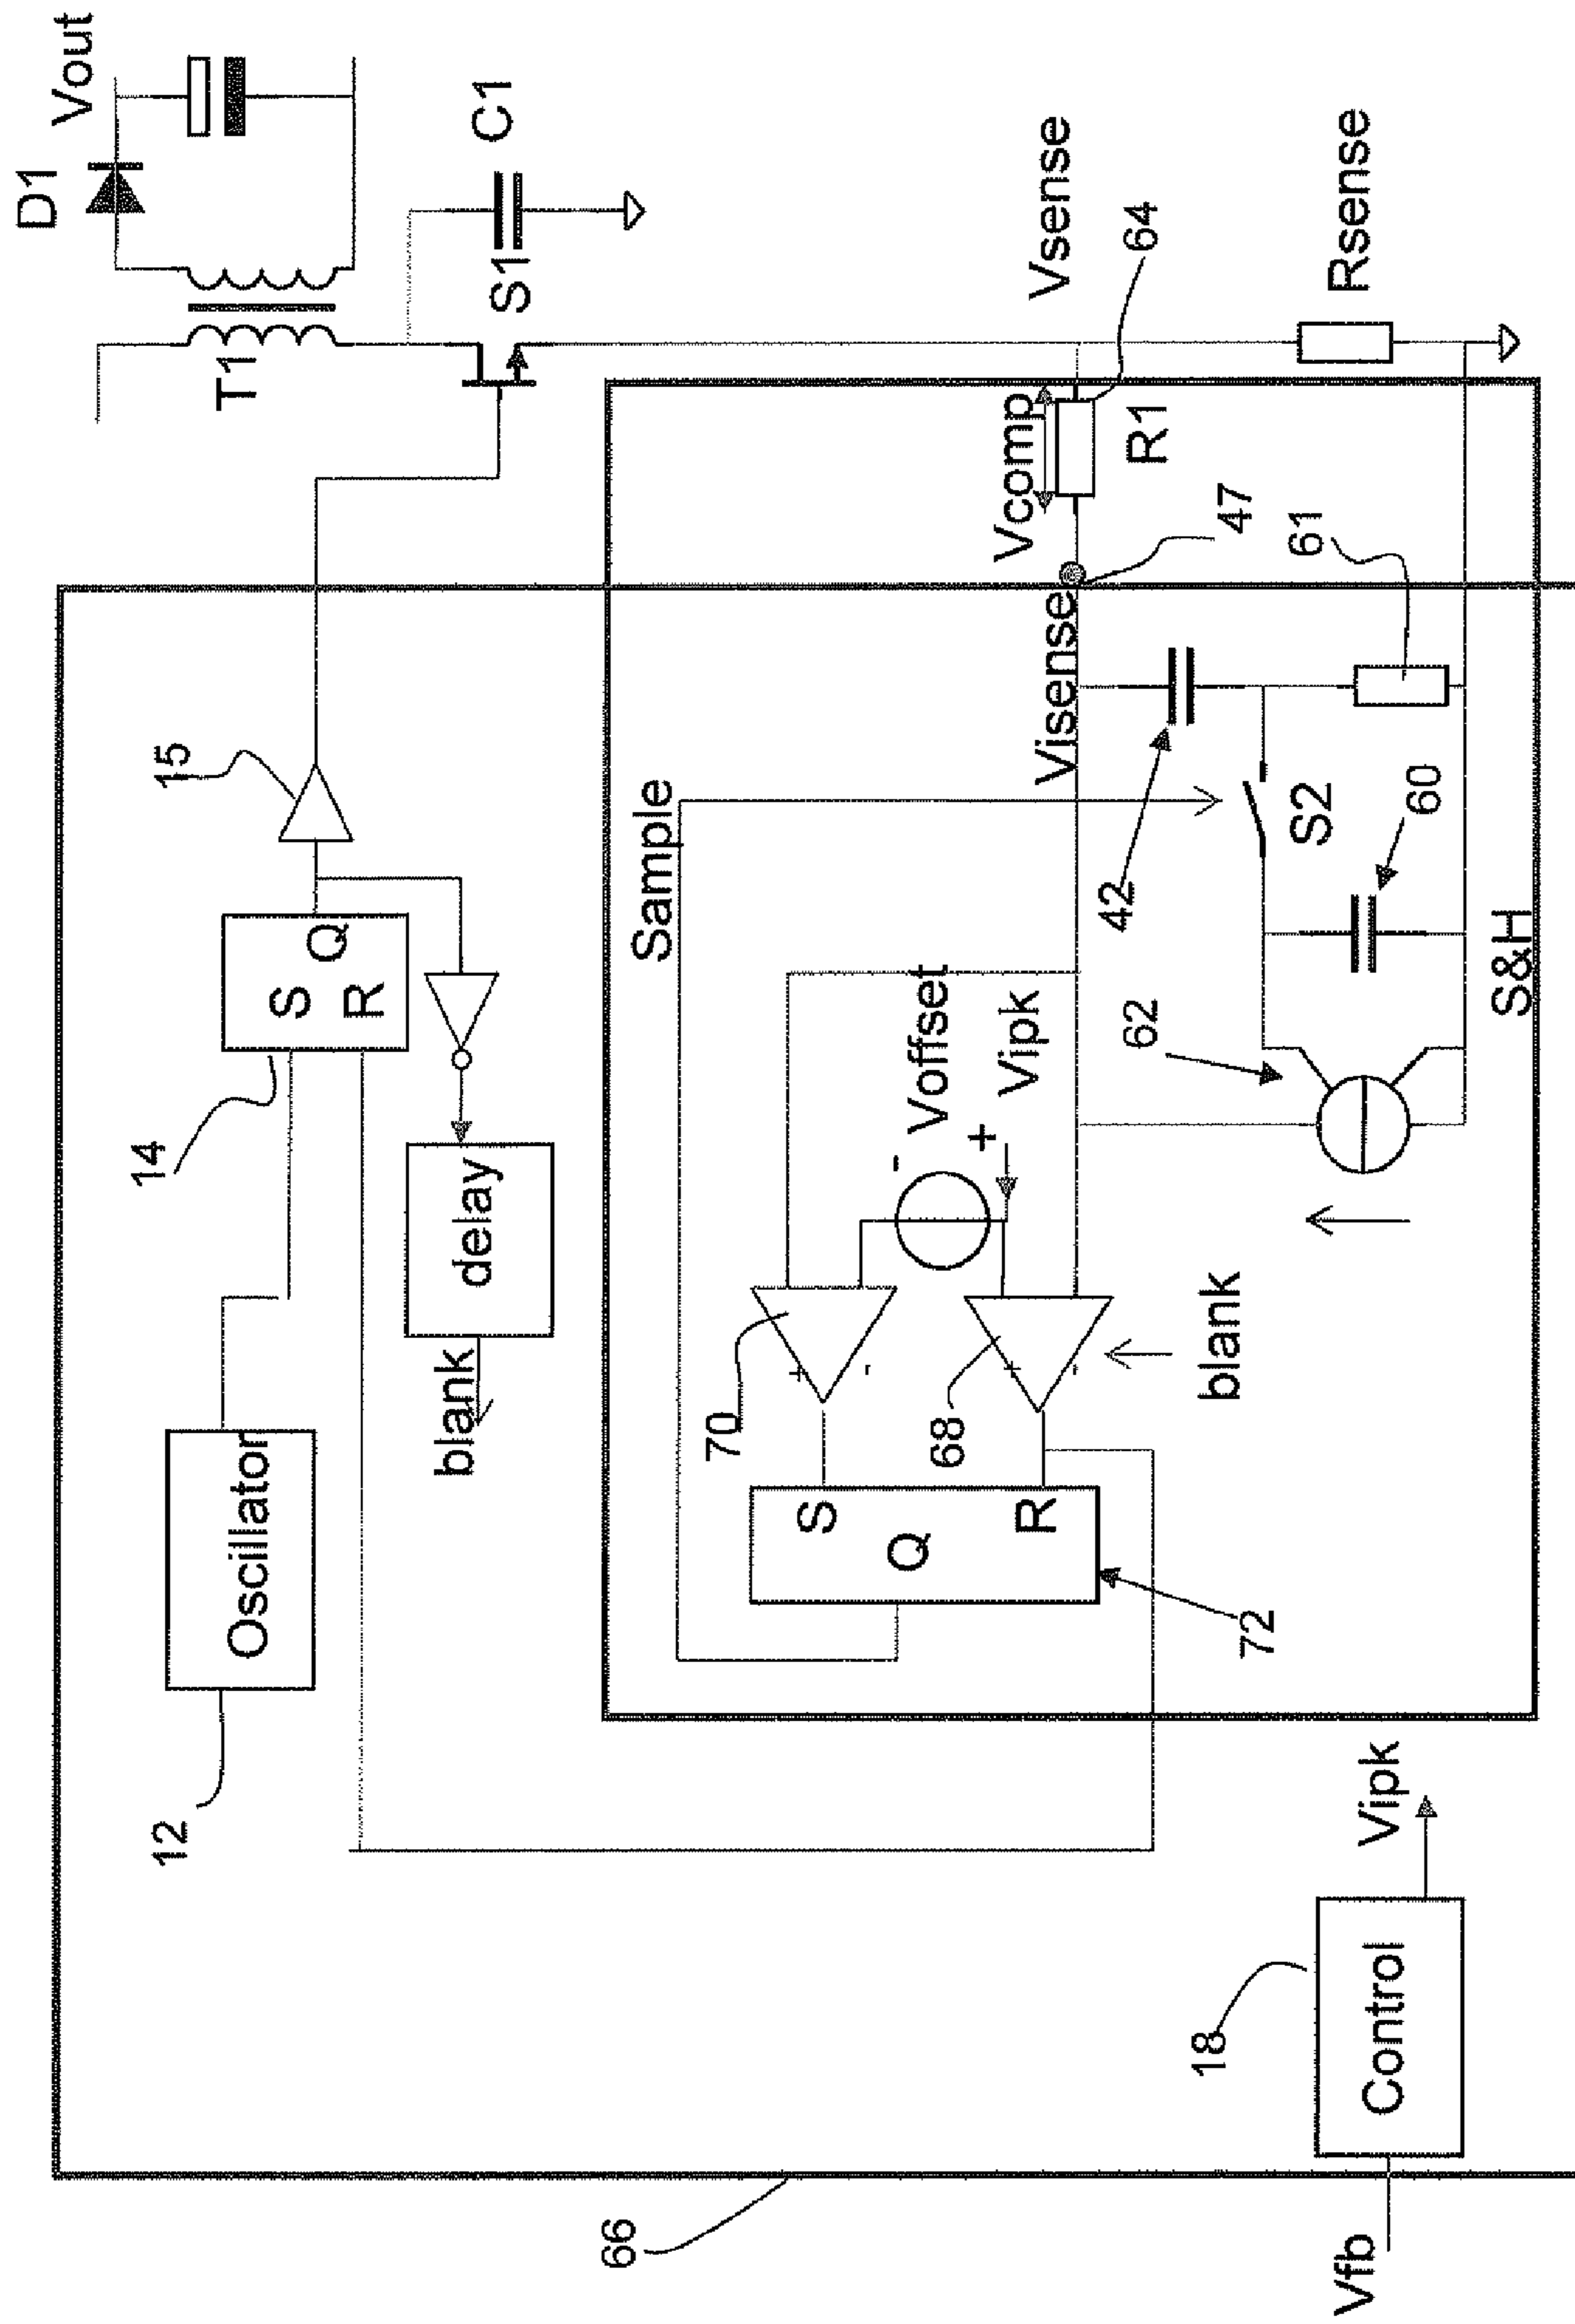 D1
Vout
T1
C1
S1
15
14
S
Q
R
Oscillator
12
delay
blank
Vsense
64
Rsense
Vcomp
R1
47
Visense
61
Sample
42
S2
60
S&H
62
Voffset
-
+
Vipk
70
+
-
68
+
-
blank
S
Q
R
72
Vipk
18
Control
Vfb
66